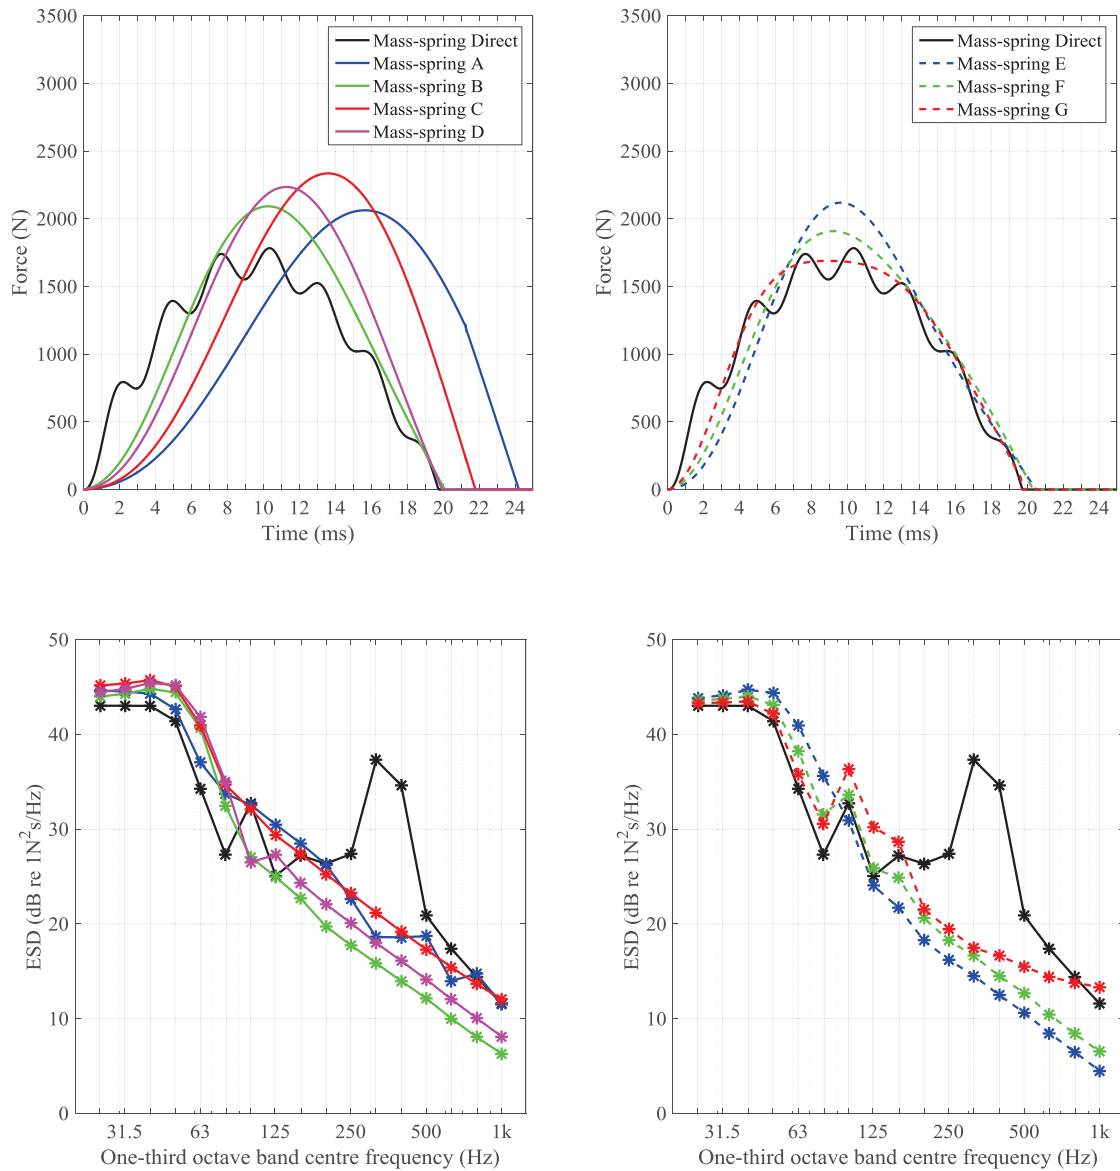 3500
3000
2500
2000
1500
1000
500
0
Force (N)
0 2 4 6 8 10 12 14 16 18 20 22 24
Time (ms)
Mass-spring Direct
Mass-spring A
Mass-spring B
Mass-spring C
Mass-spring D
3500
3000
2500
2000
1500
1000
500
0
Force (N)
0 2 4 6 8 10 12 14 16 18 20 22 24
Time (ms)
Mass-spring Direct
Mass-spring E
Mass-spring F
Mass-spring G
50
40
30
20
10
0
ESD (dB re 1N²s/Hz)
31.5 63 125 250 500 1k
One-third octave band centre frequency (Hz)
50
40
30
20
10
0
ESD (dB re 1N²s/Hz)
31.5 63 125 250 500 1k
One-third octave band centre frequency (Hz)